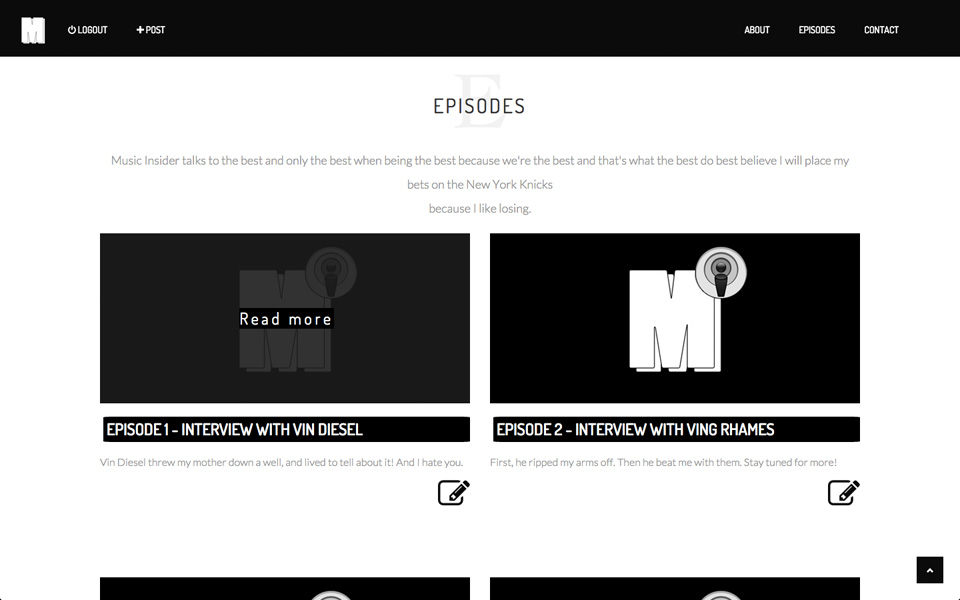 M LOGOUT POST ABOUT EPISODES CONTACT
E
EPISODES
Music Insider talks to the best and only the best when being the best because we're the best and that's what the best do best believe I will place my
bets on the New York Knicks
because I like losing.
M
Read more
M
EPISODE 1 - INTERVIEW WITH VIN DIESEL
Vin Diesel threw my mother down a well, and lived to tell about it! And I hate you.
EPISODE 2 - INTERVIEW WITH VING RHAMES
First, he ripped my arms off. Then he beat me with them. Stay tuned for more!